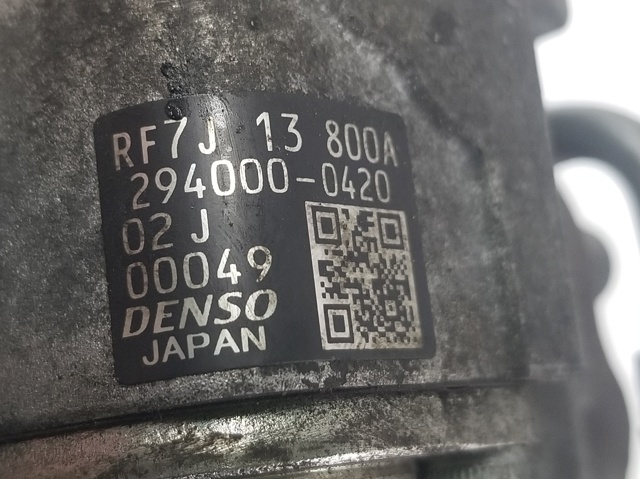 RF7J 13 800A
294000-0420
02 J
00049
DENSO
JAPAN